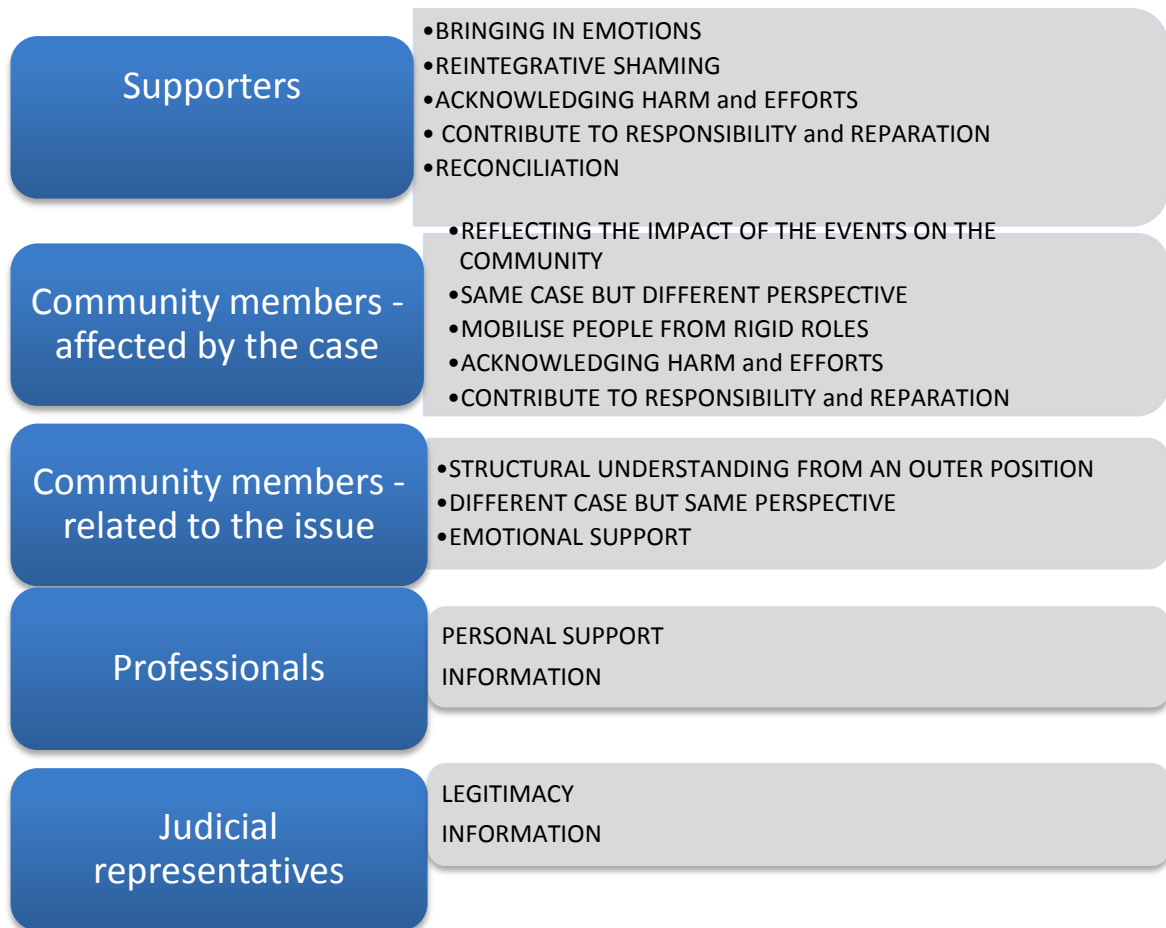 Supporters
•BRINGING IN EMOTIONS
•REINTEGRATIVE SHAMING
•ACKNOWLEDGING HARM and EFFORTS
• CONTRIBUTE TO RESPONSIBILITY and REPARATION
•RECONCILIATION
Community members -
affected by the case
•REFLECTING THE IMPACT OF THE EVENTS ON THE
COMMUNITY
•SAME CASE BUT DIFFERENT PERSPECTIVE
•MOBILISE PEOPLE FROM RIGID ROLES
•ACKNOWLEDGING HARM and EFFORTS
•CONTRIBUTE TO RESPONSIBILITY and REPARATION
Community members -
related to the issue
•STRUCTURAL UNDERSTANDING FROM AN OUTER POSITION
•DIFFERENT CASE BUT SAME PERSPECTIVE
•EMOTIONAL SUPPORT
Professionals
PERSONAL SUPPORT
INFORMATION
Judicial
representatives
LEGITIMACY
INFORMATION